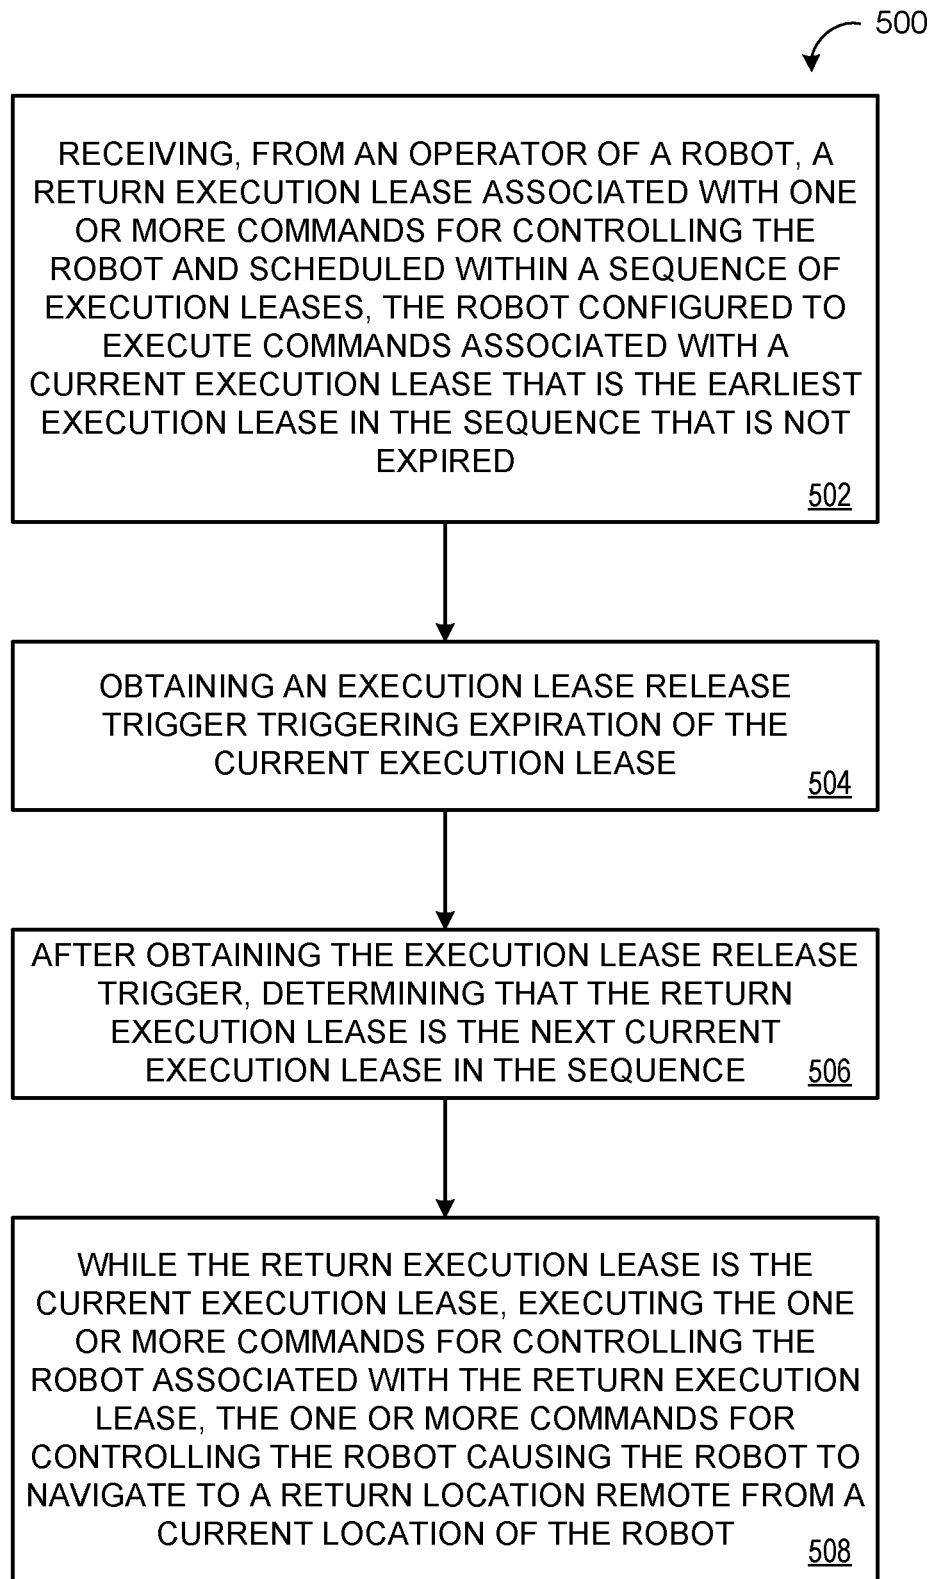 500
RECEIVING, FROM AN OPERATOR OF A ROBOT, A
RETURN EXECUTION LEASE ASSOCIATED WITH ONE
OR MORE COMMANDS FOR CONTROLLING THE
ROBOT AND SCHEDULED WITHIN A SEQUENCE OF
EXECUTION LEASES, THE ROBOT CONFIGURED TO
EXECUTE COMMANDS ASSOCIATED WITH A
CURRENT EXECUTION LEASE THAT IS THE EARLIEST
EXECUTION LEASE IN THE SEQUENCE THAT IS NOT
EXPIRED
502
OBTAINING AN EXECUTION LEASE RELEASE
TRIGGER TRIGGERING EXPIRATION OF THE
CURRENT EXECUTION LEASE
504
AFTER OBTAINING THE EXECUTION LEASE RELEASE
TRIGGER, DETERMINING THAT THE RETURN
EXECUTION LEASE IS THE NEXT CURRENT
EXECUTION LEASE IN THE SEQUENCE
506
WHILE THE RETURN EXECUTION LEASE IS THE
CURRENT EXECUTION LEASE, EXECUTING THE ONE
OR MORE COMMANDS FOR CONTROLLING THE
ROBOT ASSOCIATED WITH THE RETURN EXECUTION
LEASE, THE ONE OR MORE COMMANDS FOR
CONTROLLING THE ROBOT CAUSING THE ROBOT TO
NAVIGATE TO A RETURN LOCATION REMOTE FROM A
CURRENT LOCATION OF THE ROBOT
508